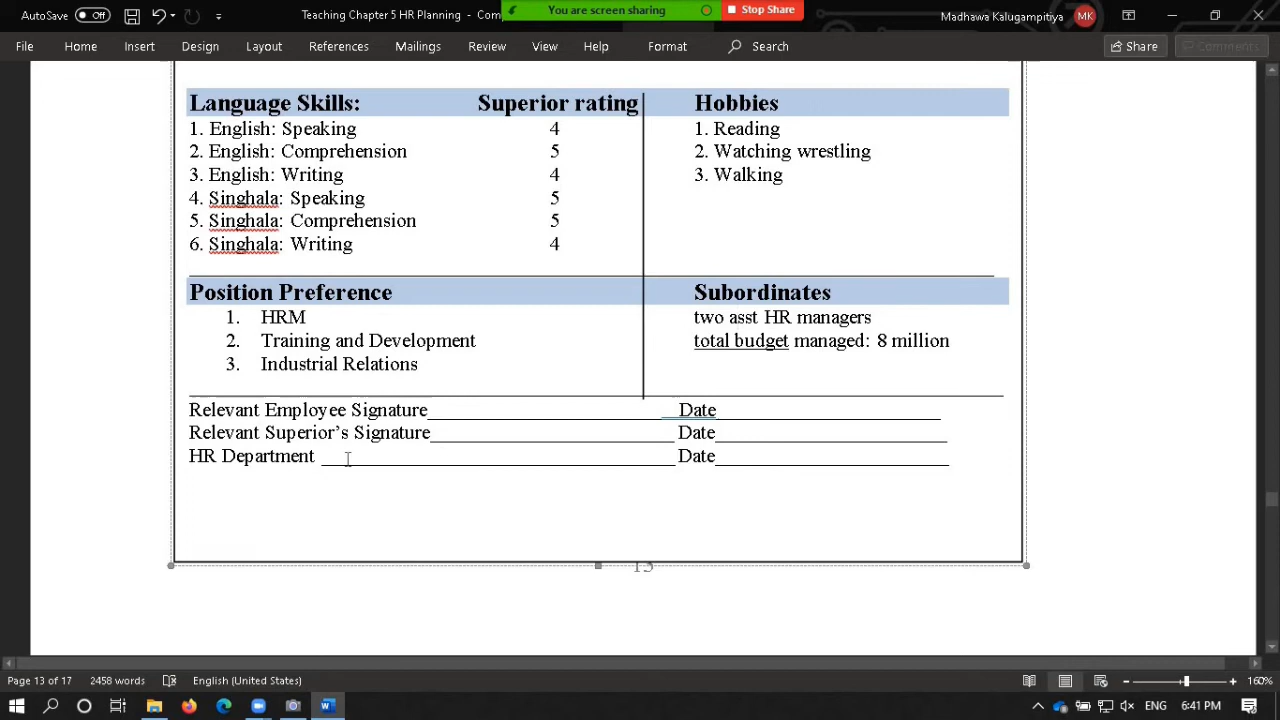 AutoSave Off Teaching Chapter 5 HR Planning - Com You are screen sharing Stop Share Madhawa Kalugampitiya MK
File Home Insert Design Layout References Mailings Review View Help Format Search Share Comments
Language Skills: Superior rating Hobbies
1. English: Speaking 4 1. Reading
2. English: Comprehension 5 2. Watching wrestling
3. English: Writing 4 3. Walking
4. Singhala: Speaking 5
5. Singhala: Comprehension 5
6. Singhala: Writing 4
Position Preference Subordinates
1. HRM two asst HR managers
2. Training and Development total budget managed: 8 million
3. Industrial Relations
Relevant Employee Signature Date
Relevant Superior's Signature Date
HR Department Date
Page 13 of 17 2458 words English (United States) 160%
ENG 6:41 PM